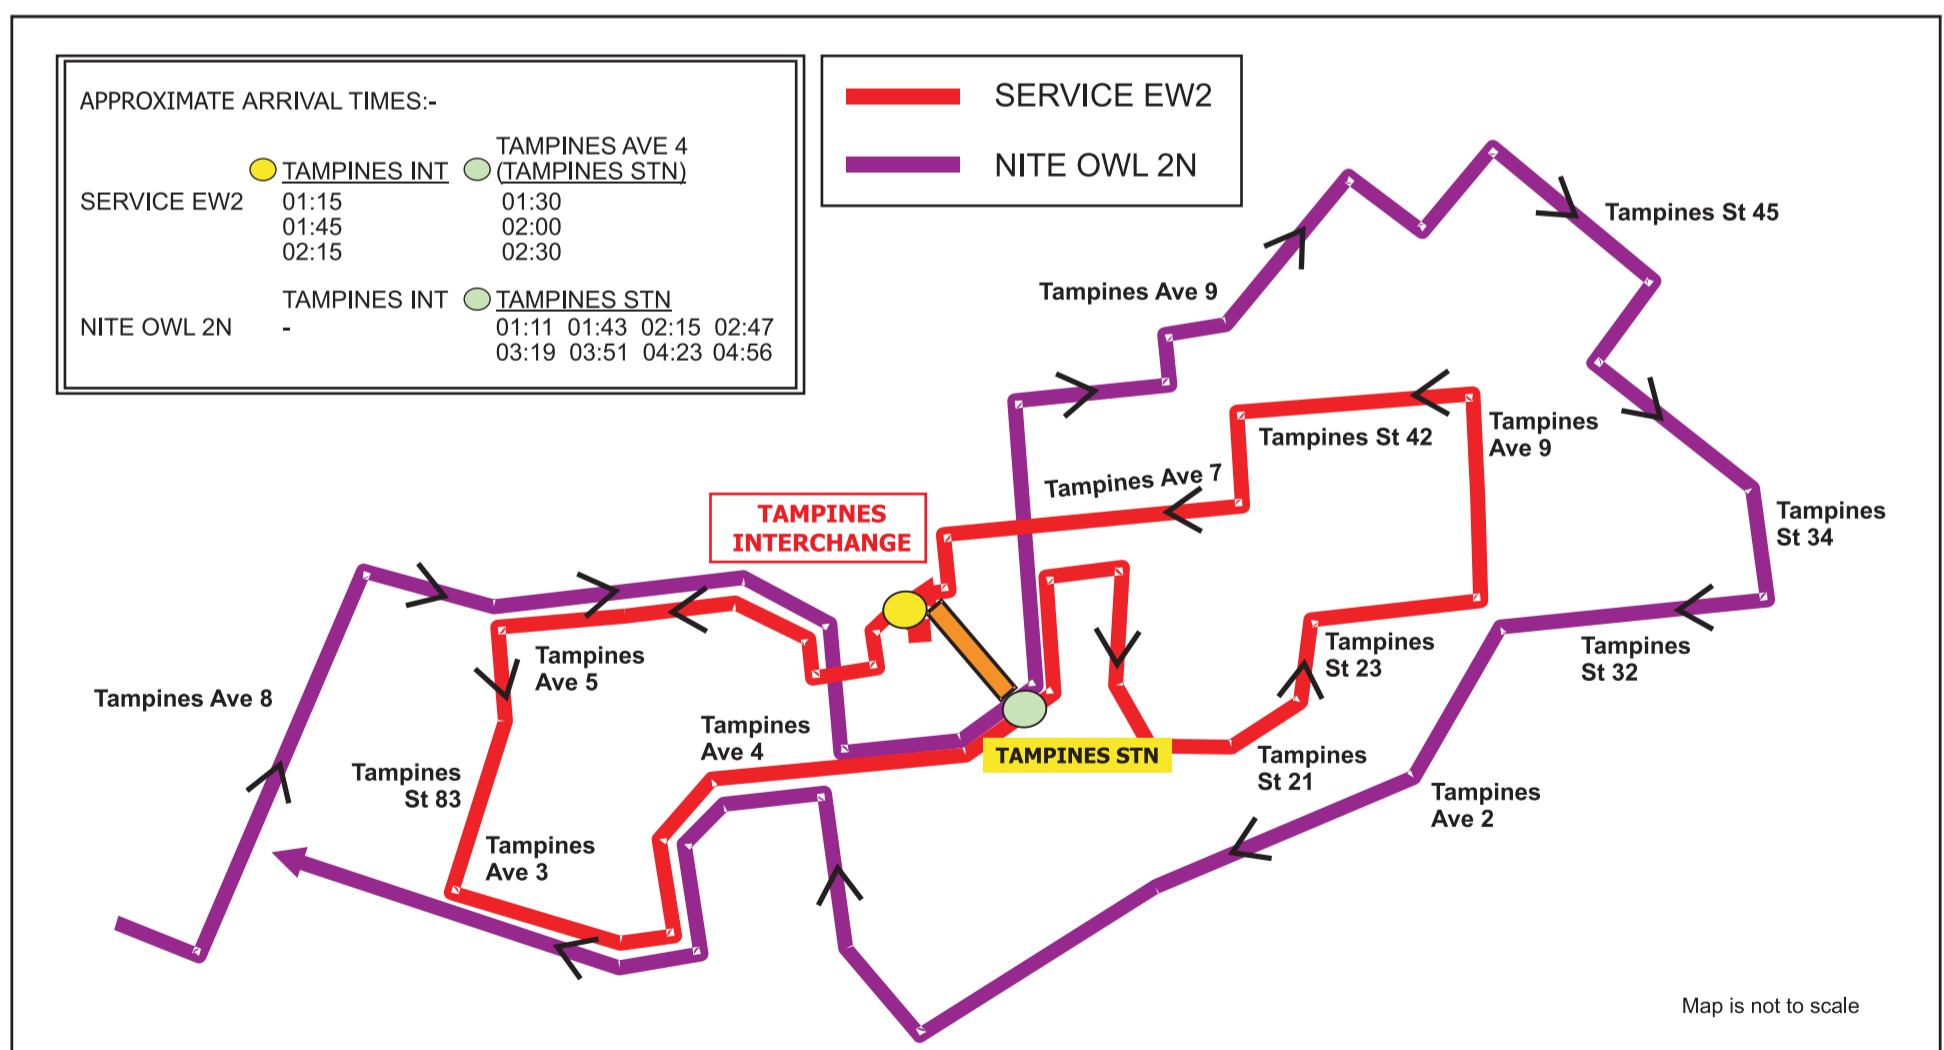 APPROXIMATE ARRIVAL TIMES:-
TAMPINES INT
TAMPINES AVE 4
(TAMPINES STN)
SERVICE EW2
01:15 01:30
01:45 02:00
02:15 02:30
TAMPINES INT TAMPINES STN
NITE OWL 2N - 01:11 01:43 02:15 02:47
03:19 03:51 04:23 04:56
SERVICE EW2
NITE OWL 2N
Tampines St 45
Tampines Ave 9
Tampines
Ave 9
Tampines St 42
Tampines Ave 7
TAMPINES
INTERCHANGE
Tampines
St 34
Tampines
Ave 5
Tampines
St 23
Tampines
St 32
Tampines Ave 8
Tampines
Ave 4
TAMPINES STN
Tampines
St 21
Tampines
St 83
Tampines
Ave 2
Tampines
Ave 3
Map is not to scale